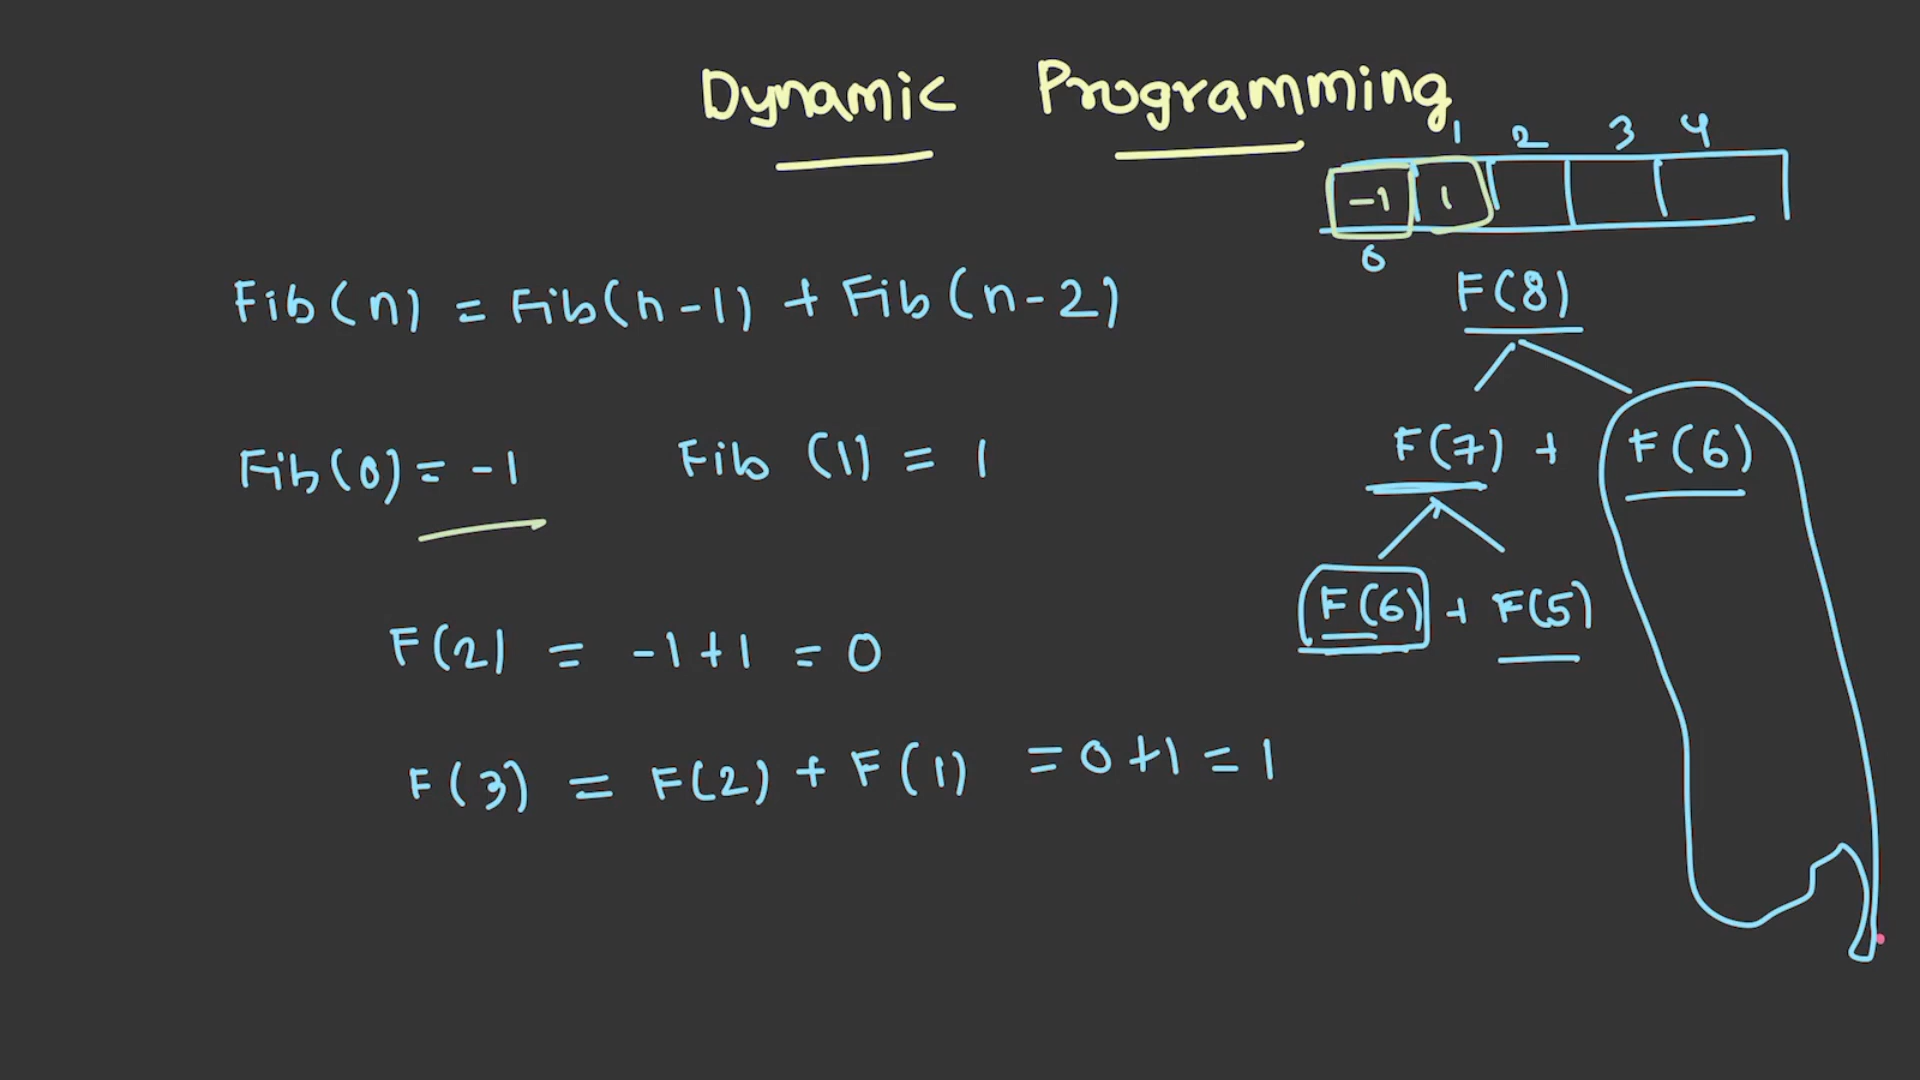 Dynamic Programming
1 2 3 4
-1 1
0
Fib(n) = Fib(n-1) + Fib(n-2)
F(8)
Fib(0) = -1 Fib (1) = 1
F(7) + F(6)
F(6) + F(5)
F(2) = -1+1 = 0
F(3) = F(2) + F(1) = 0+1 = 1